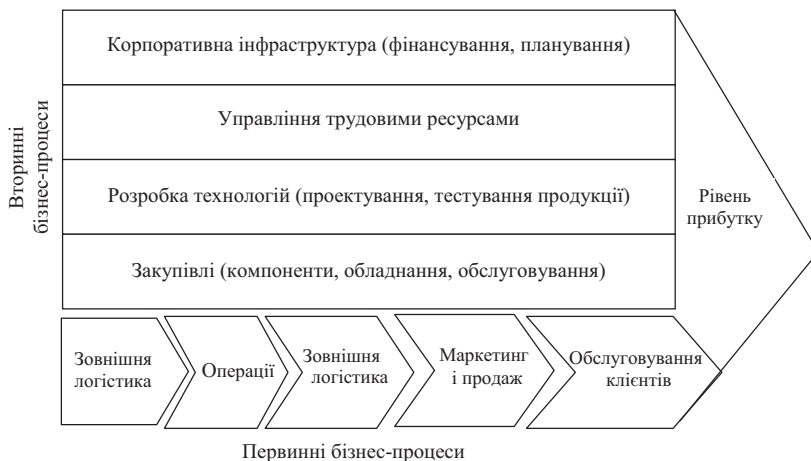 Корпоративна інфраструктура (фінансування, планування)
Управління трудовими ресурсами
Розробка технологій (проектування, тестування продукції)
Закупівлі (компоненти, обладнання, обслуговування)
Вторинні
бізнес-процеси
Рівень
прибутку
Зовнішня
логістика
Операції
Зовнішня
логістика
Маркетинг
і продаж
Обслуговування
клієнтів
Первинні бізнес-процеси